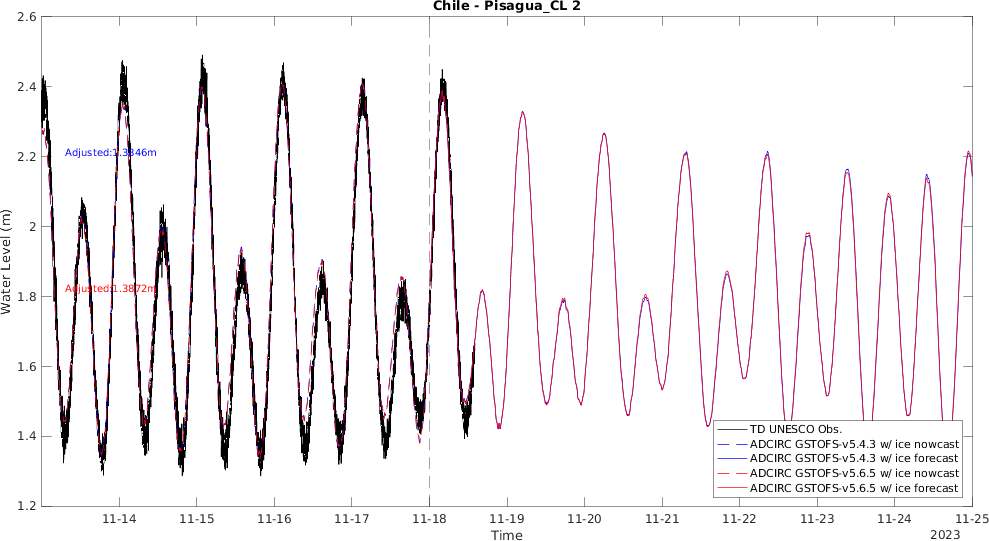 Chile - Pisagua_CL 2
2.6
2.4
2.2
2
1.8
1.6
1.4
1.2
Water Level (m)
Adjusted:1.3346m
Adjusted:1.3872m
TD UNESCO Obs.
ADCIRC GSTOFS-v5.4.3 w/ ice nowcast
ADCIRC GSTOFS-v5.4.3 w/ ice forecast
ADCIRC GSTOFS-v5.6.5 w/ ice nowcast
ADCIRC GSTOFS-v5.6.5 w/ ice forecast
11-14 11-15 11-16 11-17 11-18 11-19 11-20 11-21 11-22 11-23 11-24 11-25
Time
2023